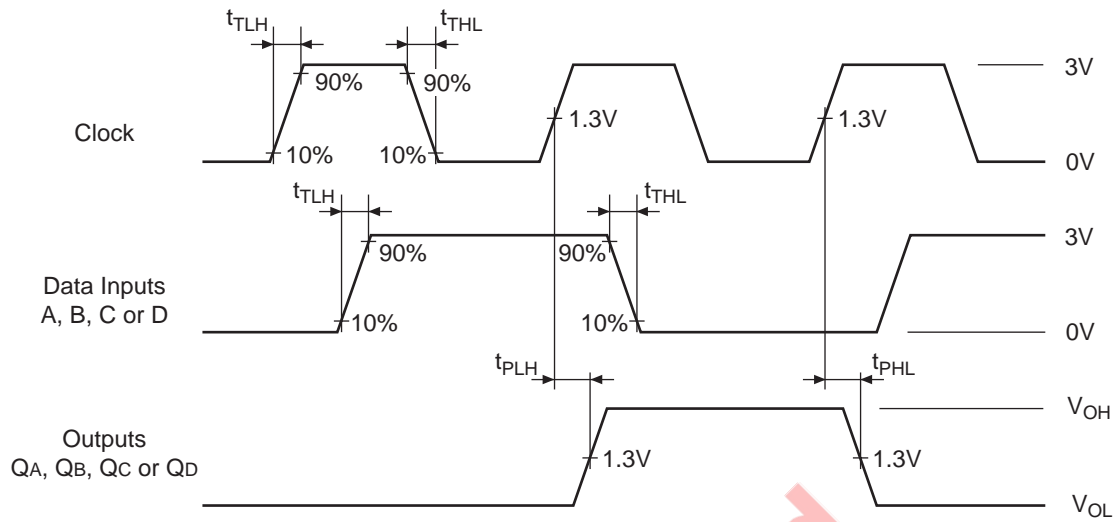 tTLH tTHL
90% 90% 3V
Clock 1.3V 1.3V
10% 10% 0V
tTLH tTHL
90% 90% 3V
Data Inputs
A, B, C or D
10% 10% 0V
tPLH tPHL
VOH
Outputs
QA, QB, QC or QD
1.3V 1.3V
VOL